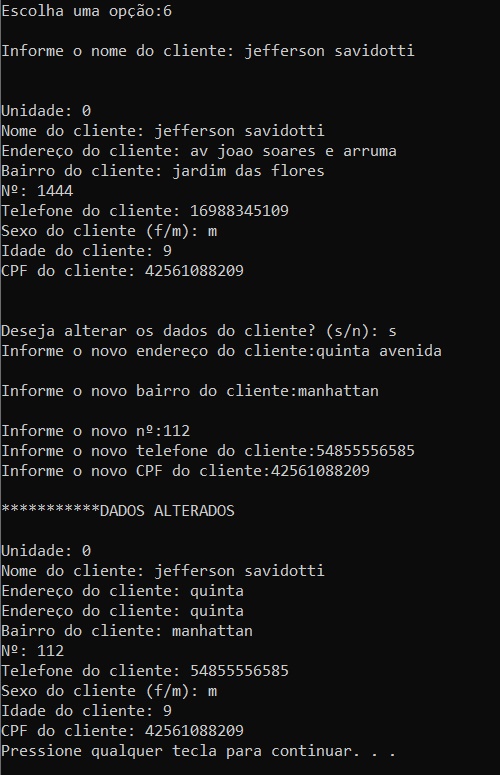 Escolha uma opção:6
Informe o nome do cliente: jefferson savidotti
Unidade: 0
Nome do cliente: jefferson savidotti
Endereço do cliente: av joao soares e arruma
Bairro do cliente: jardim das flores
Nº: 1444
Telefone do cliente: 16988345109
Sexo do cliente (f/m): m
Idade do cliente: 9
CPF do cliente: 42561088209
Deseja alterar os dados do cliente? (s/n): s
Informe o novo endereço do cliente:quinta avenida
Informe o novo bairro do cliente:manhattan
Informe o novo nº:112
Informe o novo telefone do cliente:54855556585
Informe o novo CPF do cliente:42561088209
***********DADOS ALTERADOS
Unidade: 0
Nome do cliente: jefferson savidotti
Endereço do cliente: quinta
Endereço do cliente: quinta
Bairro do cliente: manhattan
Nº: 112
Telefone do cliente: 54855556585
Sexo do cliente (f/m): m
Idade do cliente: 9
CPF do cliente: 42561088209
Pressione qualquer tecla para continuar. . .